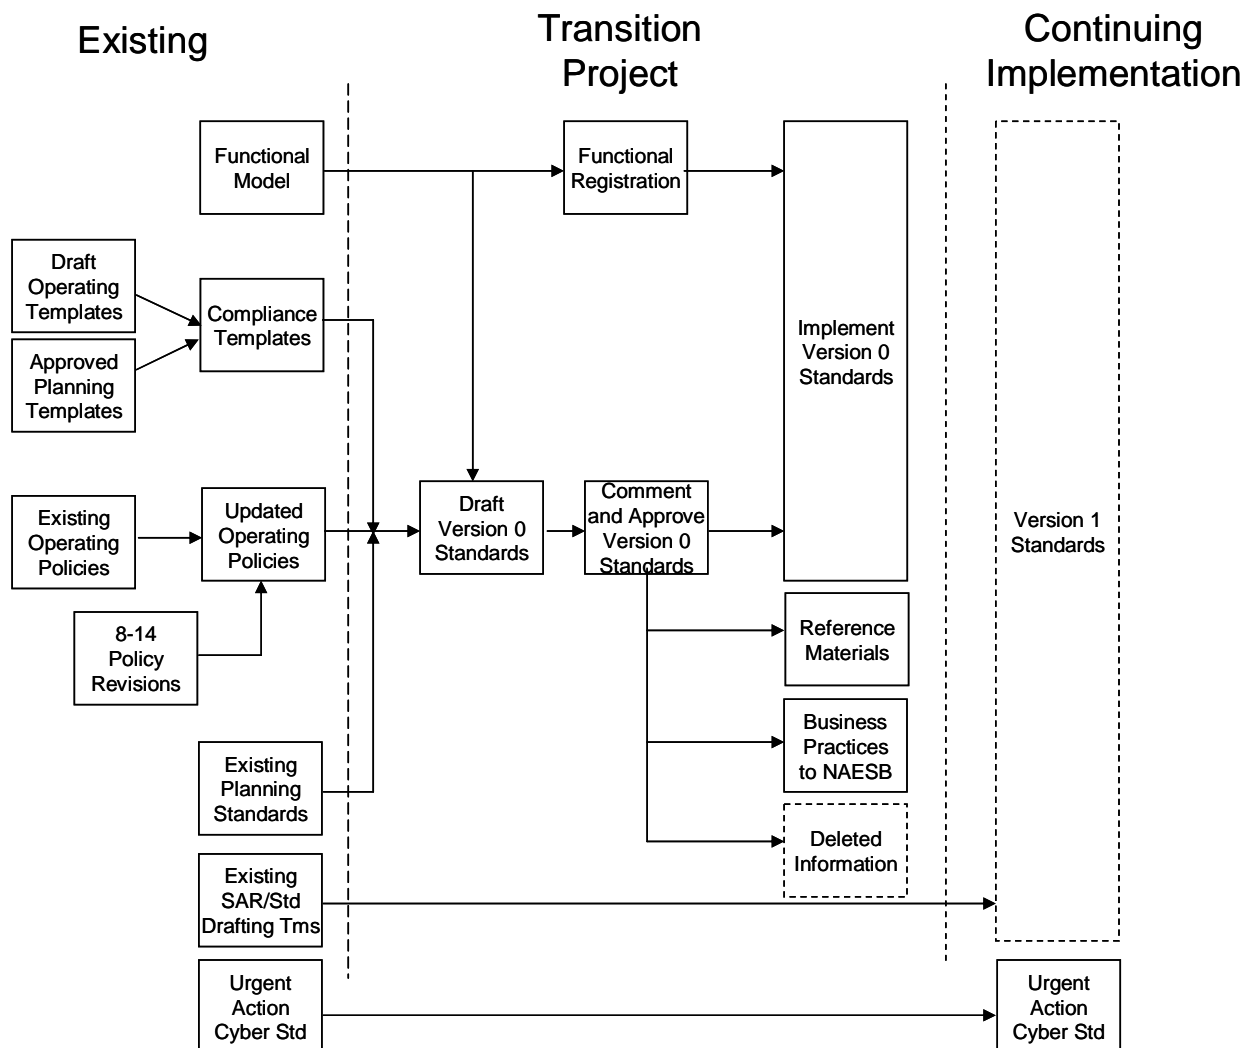 Existing
Transition
Project
Continuing
Implementation
Functional
Model
Functional
Registration
Draft
Operating
Templates
Compliance
Templates
Approved
Planning
Templates
Implement
Version 0
Standards
Existing
Operating
Policies
Updated
Operating
Policies
Draft
Version 0
Standards
Comment
and Approve
Version 0
Standards
Version 1
Standards
8-14
Policy
Revisions
Reference
Materials
Business
Practices
to NAESB
Existing
Planning
Standards
Deleted
Information
Existing
SAR/Std
Drafting Tms
Urgent
Action
Cyber Std
Urgent
Action
Cyber Std